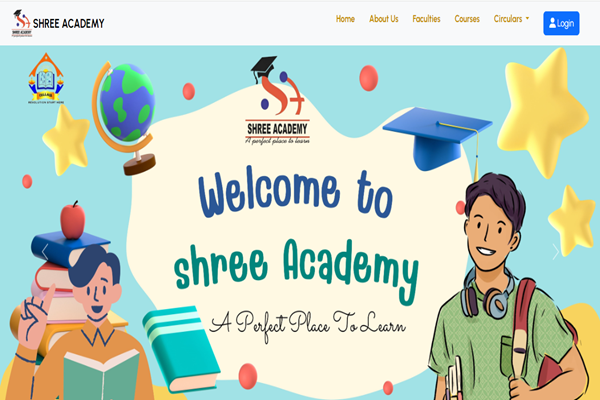 SHREE ACADEMY
Home About Us Faculties Courses Circulars Login
SHREE ACADEMY
A perfect place to learn
Welcome to
shree Academy
A Perfect Place To Learn